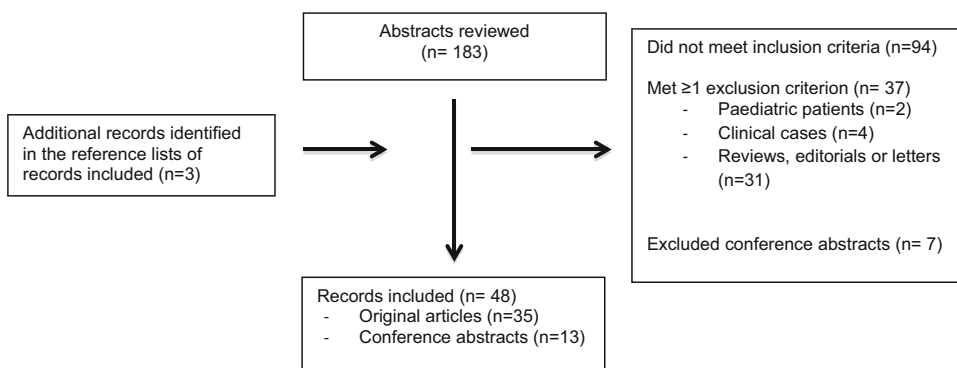 Abstracts reviewed
(n= 183)
Additional records identified
in the reference lists of
records included (n=3)
Did not meet inclusion criteria (n=94)
Met ≥1 exclusion criterion (n= 37)
- Paediatric patients (n=2)
- Clinical cases (n=4)
- Reviews, editorials or letters
(n=31)
Excluded conference abstracts (n= 7)
Records included (n= 48)
- Original articles (n=35)
- Conference abstracts (n=13)